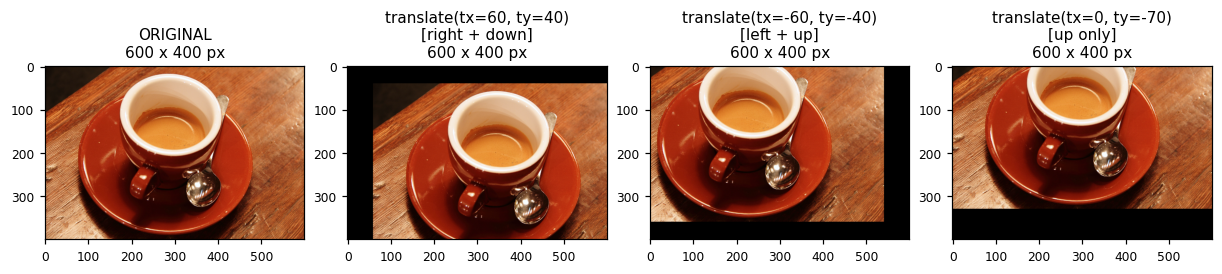 ORIGINAL
600 x 400 px
translate(tx=60, ty=40)
[right + down]
600 x 400 px
translate(tx=-60, ty=-40)
[left + up]
600 x 400 px
translate(tx=0, ty=-70)
[up only]
600 x 400 px
0
100
200
300
0 100 200 300 400 500
0
100
200
300
0 100 200 300 400 500
0
100
200
300
0 100 200 300 400 500
0
100
200
300
0 100 200 300 400 500